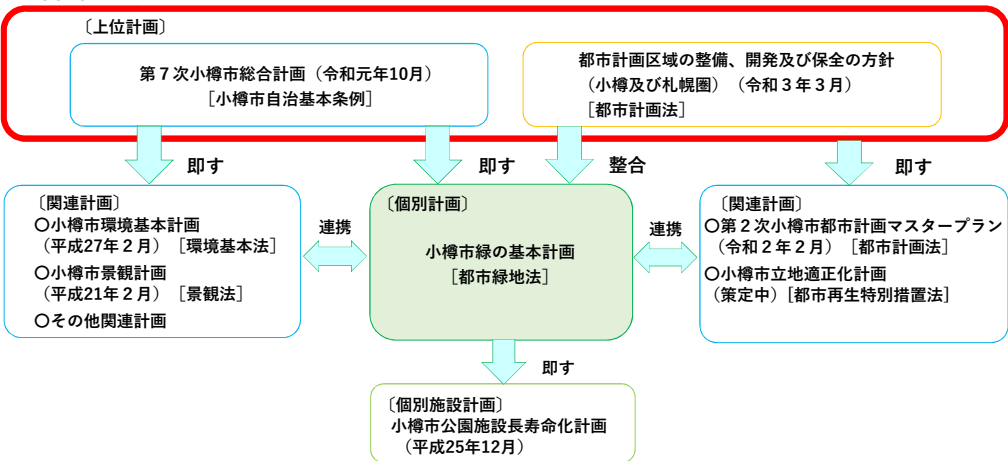 〔上位計画〕
第７次小樽市総合計画（令和元年10月）
［小樽市自治基本条例］
都市計画区域の整備、開発及び保全の方針
（小樽及び札幌圏）（令和３年３月）
［都市計画法］
即す
即す
整合
即す
〔関連計画〕
〇小樽市環境基本計画
（平成27年２月）［環境基本法］
〇小樽市景観計画
（平成21年２月）［景観法］
〇その他関連計画
連携
〔個別計画〕
小樽市緑の基本計画
［都市緑地法］
連携
〔関連計画〕
〇第２次小樽市都市計画マスタープラン
（令和２年２月）［都市計画法］
〇小樽市立地適正化計画
（策定中）［都市再生特別措置法］
即す
〔個別施設計画〕
小樽市公園施設長寿命化計画
（平成25年12月）